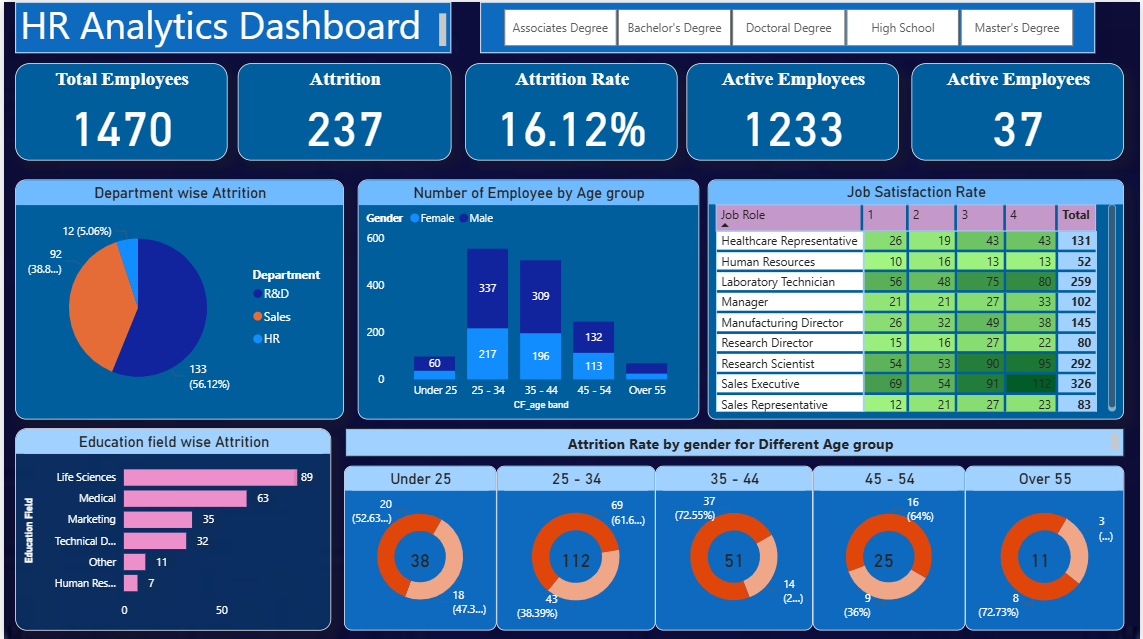 HR Analytics Dashboard
Associates Degree
Bachelor's Degree
Doctoral Degree
High School
Master's Degree
Total Employees
1470
Attrition
237
Attrition Rate
16.12%
Active Employees
1233
Active Employees
37
Department wise Attrition
12 (5.06%)
92
(38.8...)
133
(56.12%)
Department
R&D
Sales
HR
Number of Employee by Age group
Gender Female Male
600
400
200
0
60
337
217
309
196
132
113
Under 25
25 - 34
35 - 44
45 - 54
Over 55
CF_age band
Job Satisfaction Rate
Job Role 1 2 3 4 Total
Healthcare Representative 26 19 43 43 131
Human Resources 10 16 13 13 52
Laboratory Technician 56 48 75 80 259
Manager 21 21 27 33 102
Manufacturing Director 26 32 49 38 145
Research Director 15 16 27 22 80
Research Scientist 54 53 90 95 292
Sales Executive 69 54 91 112 326
Sales Representative 12 21 27 23 83
Education field wise Attrition
Education Field
Life Sciences 89
Medical 63
Marketing 35
Technical D... 32
Other 11
Human Res... 7
0 50
Attrition Rate by gender for Different Age group
Under 25
20
(52.63...)
38
18
(47.3...)
25 - 34
69
(61.6...)
112
43
(38.39%)
35 - 44
37
(72.55%)
51
14
(2...)
45 - 54
16
(64%)
25
9
(36%)
Over 55
3
(...)
11
8
(72.73%)